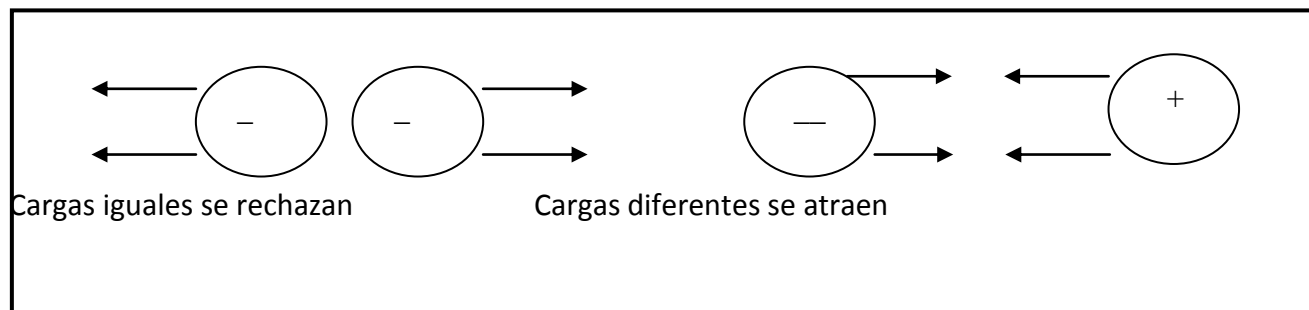 – – — +
Cargas iguales se rechazan Cargas diferentes se atraen